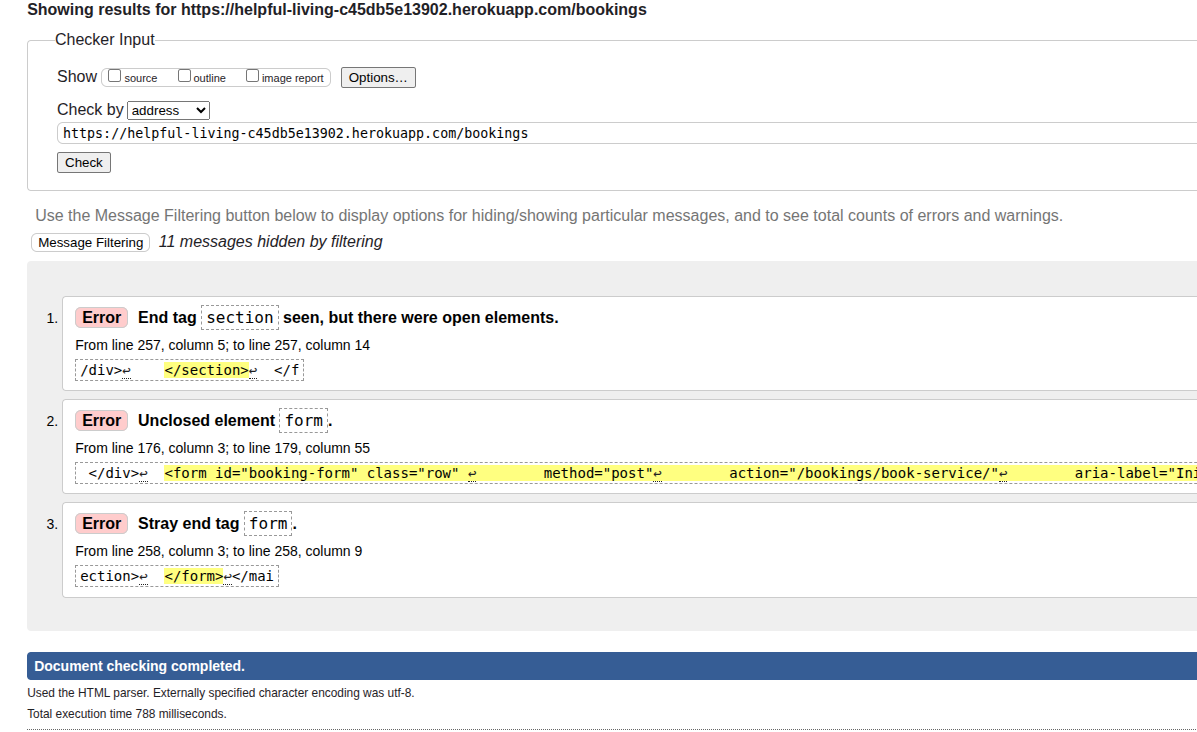 Showing results for https://helpful-living-c45db5e13902.herokuapp.com/bookings
Checker Input
Show source outline image report Options…
Check by address
https://helpful-living-c45db5e13902.herokuapp.com/bookings
Check
Use the Message Filtering button below to display options for hiding/showing particular messages, and to see total counts of errors and warnings.
Message Filtering 11 messages hidden by filtering
1. Error End tag section seen, but there were open elements.
From line 257, column 5; to line 257, column 14
/div>↩ </section>↩ </f
2. Error Unclosed element form.
From line 176, column 3; to line 179, column 55
</div>↩ <form id="booking-form" class="row" ↩ method="post"↩ action="/bookings/book-service/"↩ aria-label="Ini
3. Error Stray end tag form.
From line 258, column 3; to line 258, column 9
ection>↩ </form>↩</mai
Document checking completed.
Used the HTML parser. Externally specified character encoding was utf-8.
Total execution time 788 milliseconds.